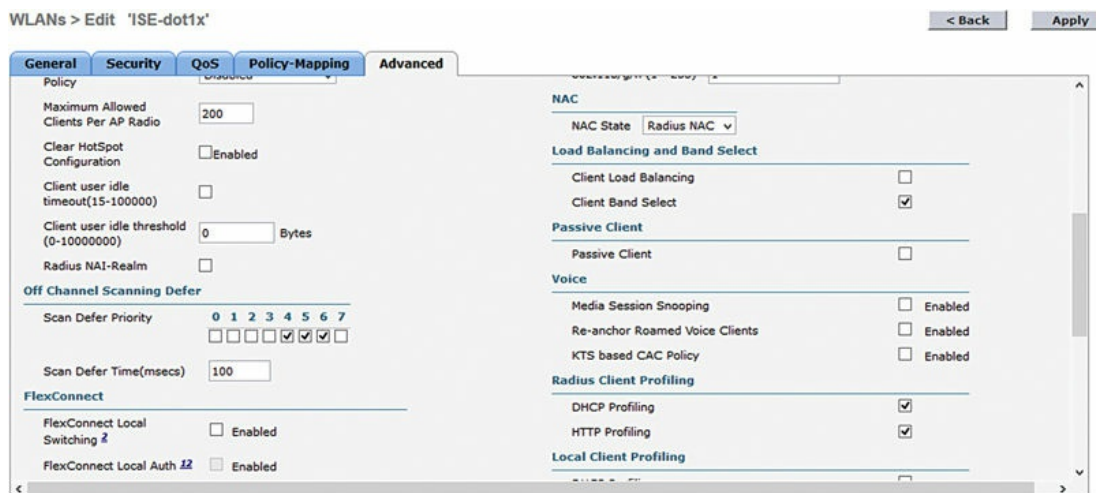 WLANs > Edit 'ISE-dot1x'
< Back
Apply
General Security QoS Policy-Mapping Advanced
Policy
Disabled
Maximum Allowed
Clients Per AP Radio
200
Clear HotSpot
Configuration
Enabled
Client user idle
timeout(15-100000)
Client user idle threshold
(0-10000000)
0 Bytes
Radius NAI-Realm
Off Channel Scanning Defer
Scan Defer Priority
0 1 2 3 4 5 6 7
Scan Defer Time(msecs)
100
FlexConnect
FlexConnect Local
Switching 2
Enabled
FlexConnect Local Auth 12
Enabled
NAC
NAC State Radius NAC
Load Balancing and Band Select
Client Load Balancing
Client Band Select
Passive Client
Passive Client
Voice
Media Session Snooping Enabled
Re-anchor Roamed Voice Clients Enabled
KTS based CAC Policy Enabled
Radius Client Profiling
DHCP Profiling
HTTP Profiling
Local Client Profiling